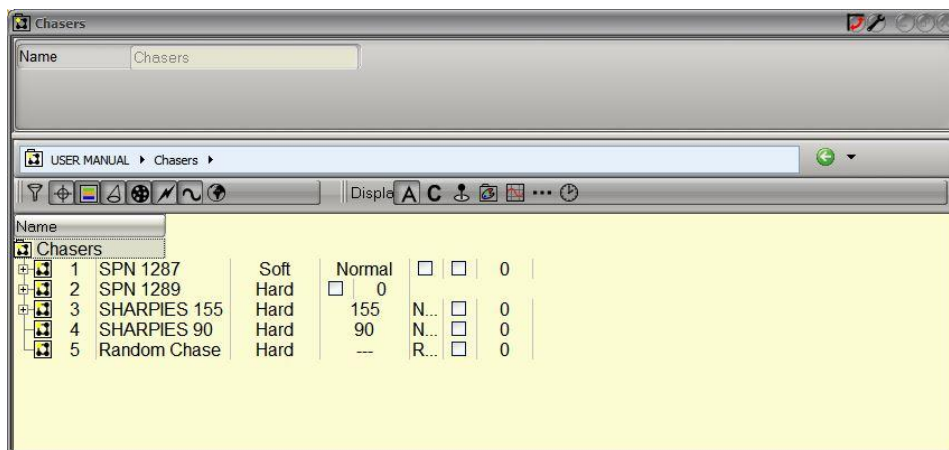 Chasers
Name Chasers
USER MANUAL Chasers
Displa A C
Name
Chasers
1 SPN 1287 Soft Normal 0
2 SPN 1289 Hard 0
3 SHARPIES 155 Hard 155 N... 0
4 SHARPIES 90 Hard 90 N... 0
5 Random Chase Hard --- R... 0